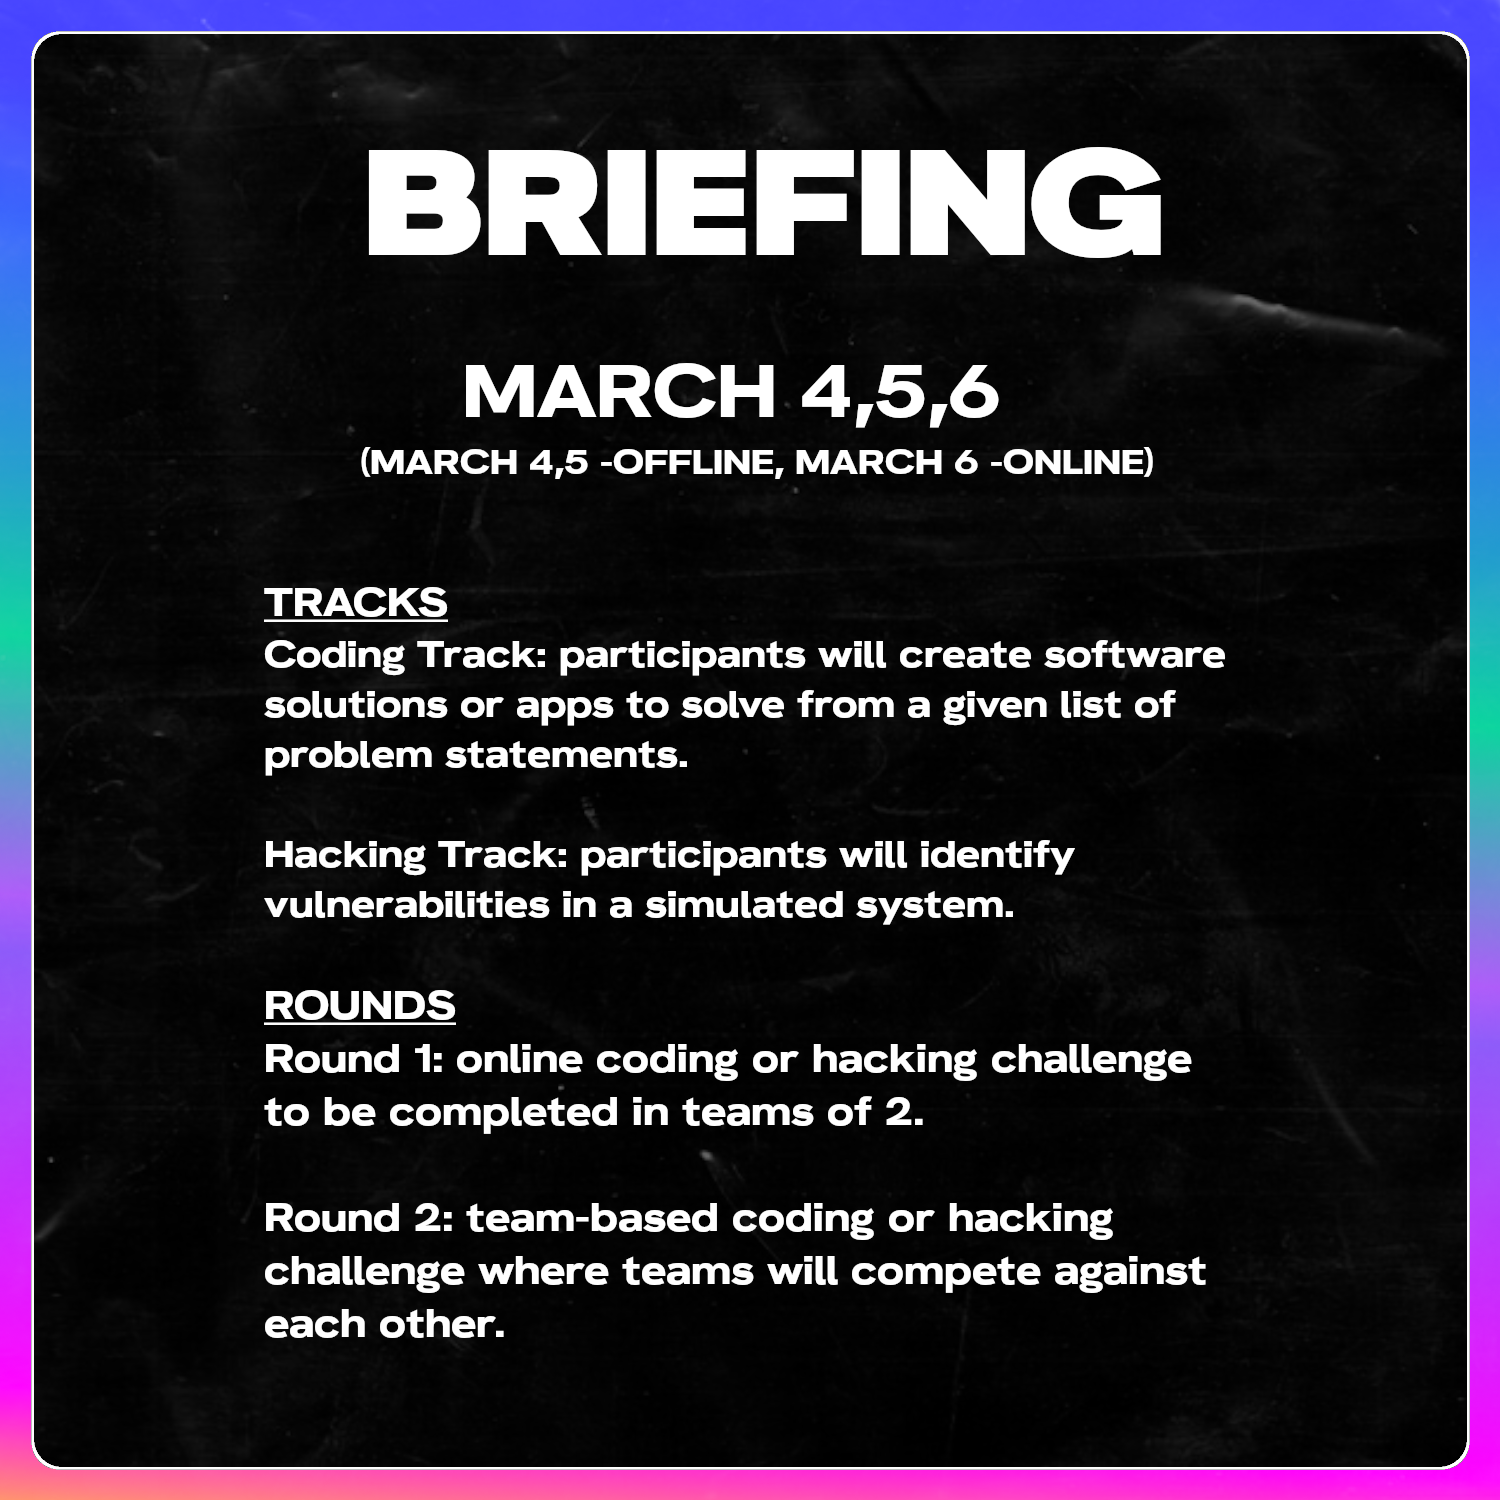 BRIEFING
MARCH 4,5,6
(MARCH 4,5 -OFFLINE, MARCH 6 -ONLINE)
TRACKS
Coding Track: participants will create software
solutions or apps to solve from a given list of
problem statements.
Hacking Track: participants will identify
vulnerabilities in a simulated system.
ROUNDS
Round 1: online coding or hacking challenge
to be completed in teams of 2.
Round 2: team-based coding or hacking
challenge where teams will compete against
each other.